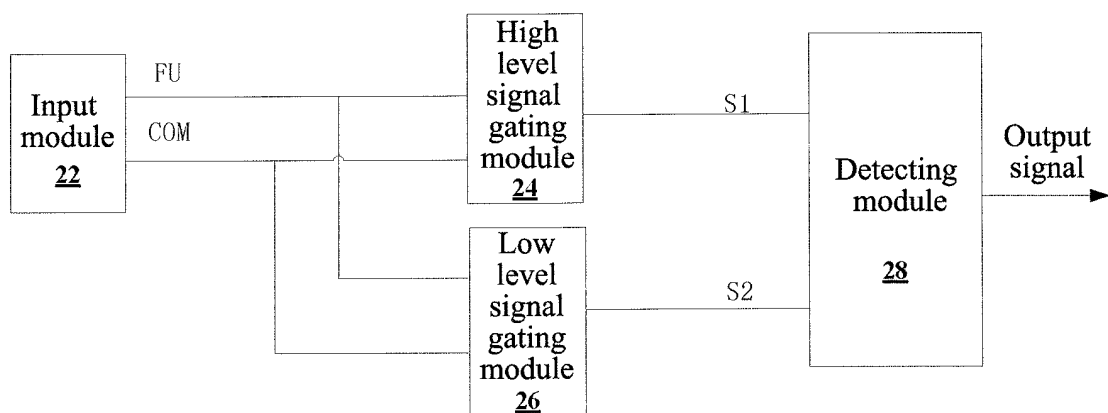 Input
module
22
FU
COM
High
level
signal
gating
module
24
Low
level
signal
gating
module
26
S1
S2
Detecting
module
28
Output
signal